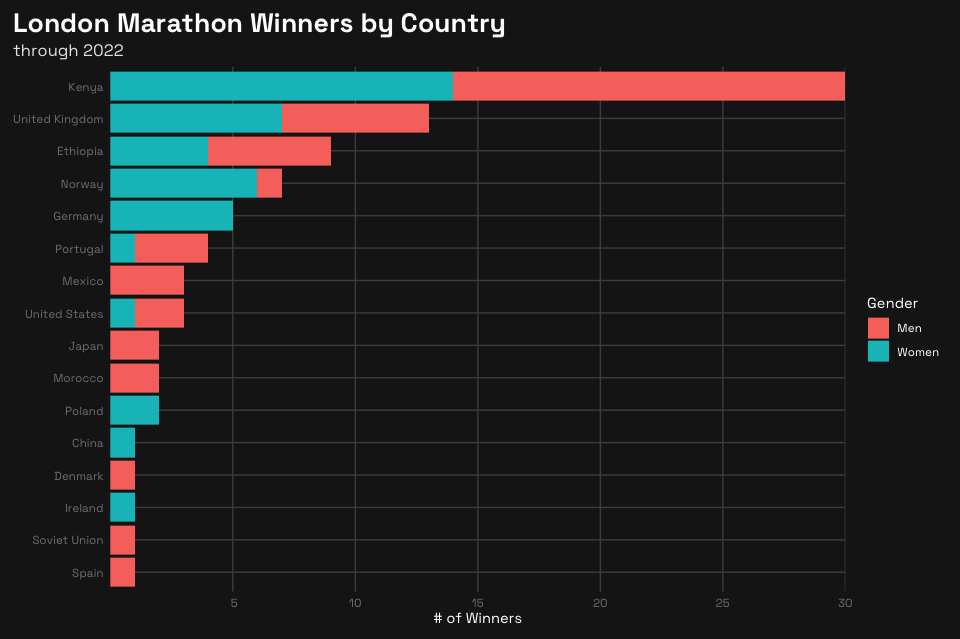 London Marathon Winners by Country
through 2022
Kenya
United Kingdom
Ethiopia
Norway
Germany
Portugal
Mexico
United States
Japan
Morocco
Poland
China
Denmark
Ireland
Soviet Union
Spain
5 10 15 20 25 30
# of Winners
Gender
Men
Women